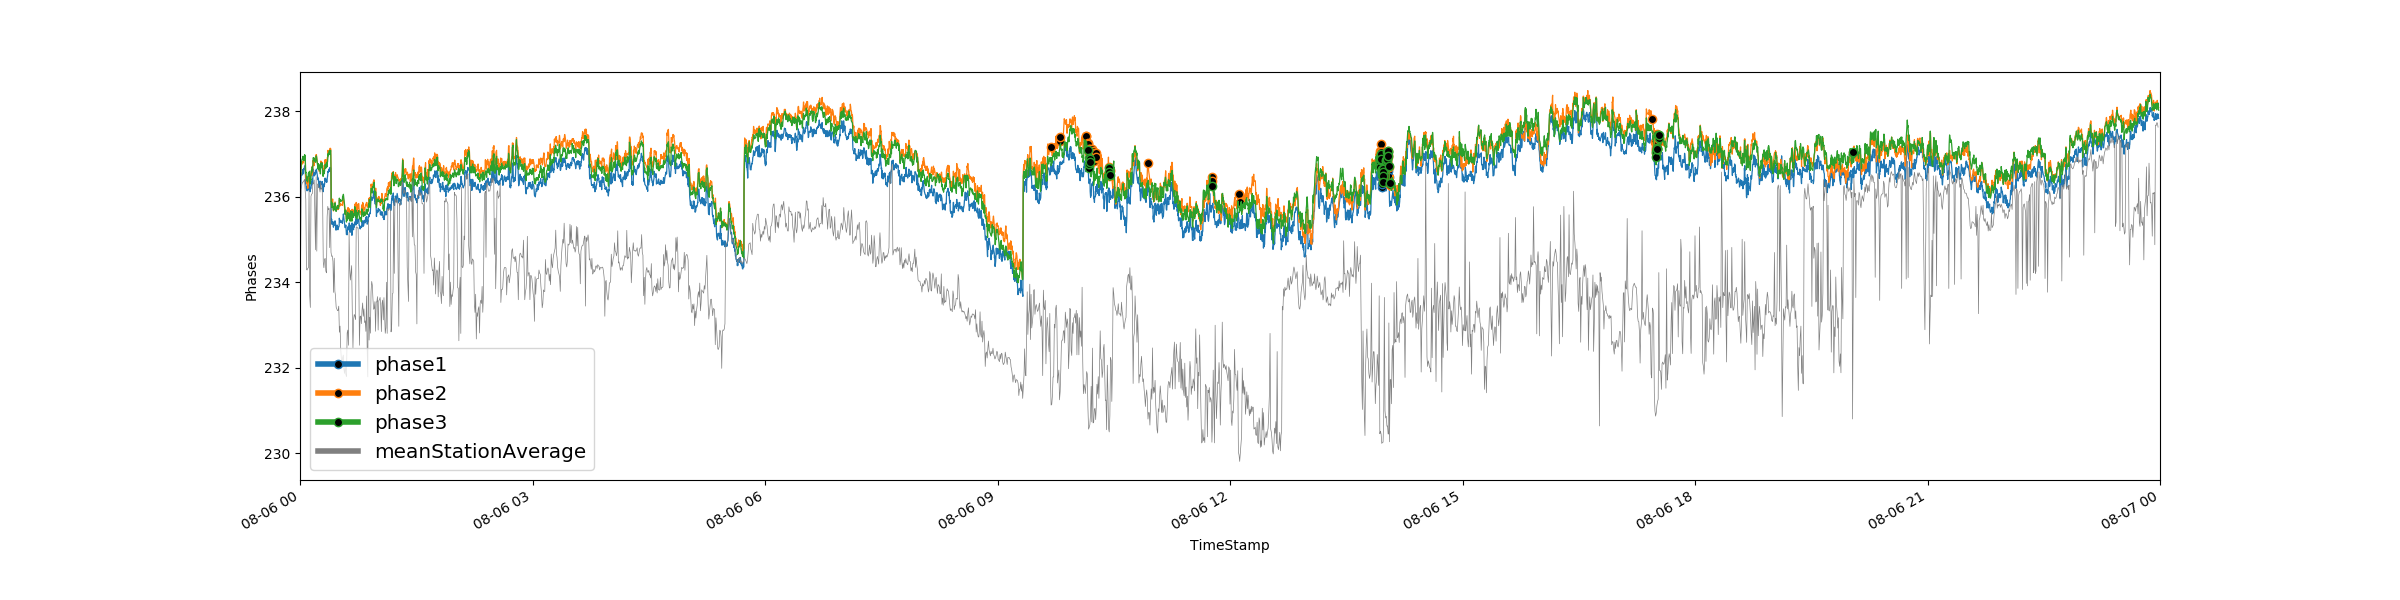 238
236
234
232
230
Phases
phase1
phase2
phase3
meanStationAverage
08-06 00
08-06 03
08-06 06
08-06 09
08-06 12
08-06 15
08-06 18
08-06 21
08-07 00
TimeStamp